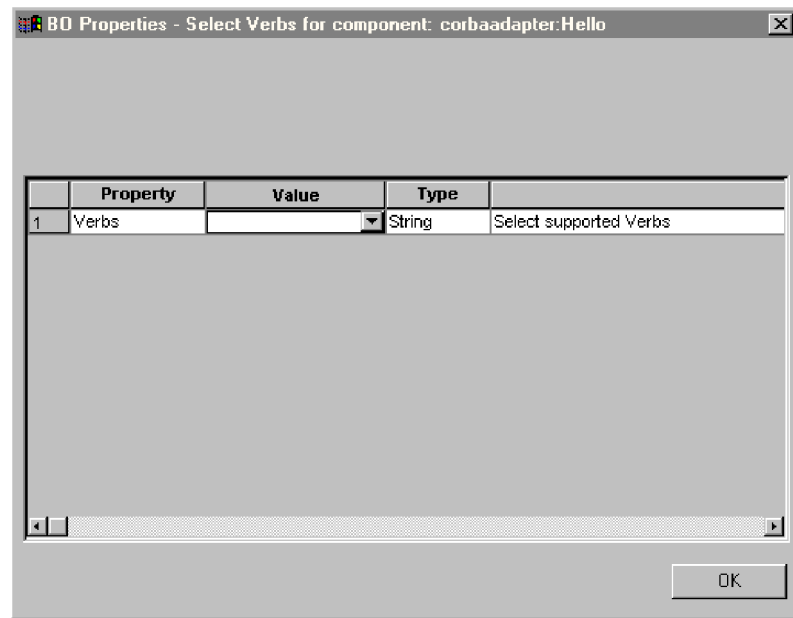 BO Properties - Select Verbs for component: corbaadapter:Hello
Property Value Type
1 Verbs String Select supported Verbs
OK